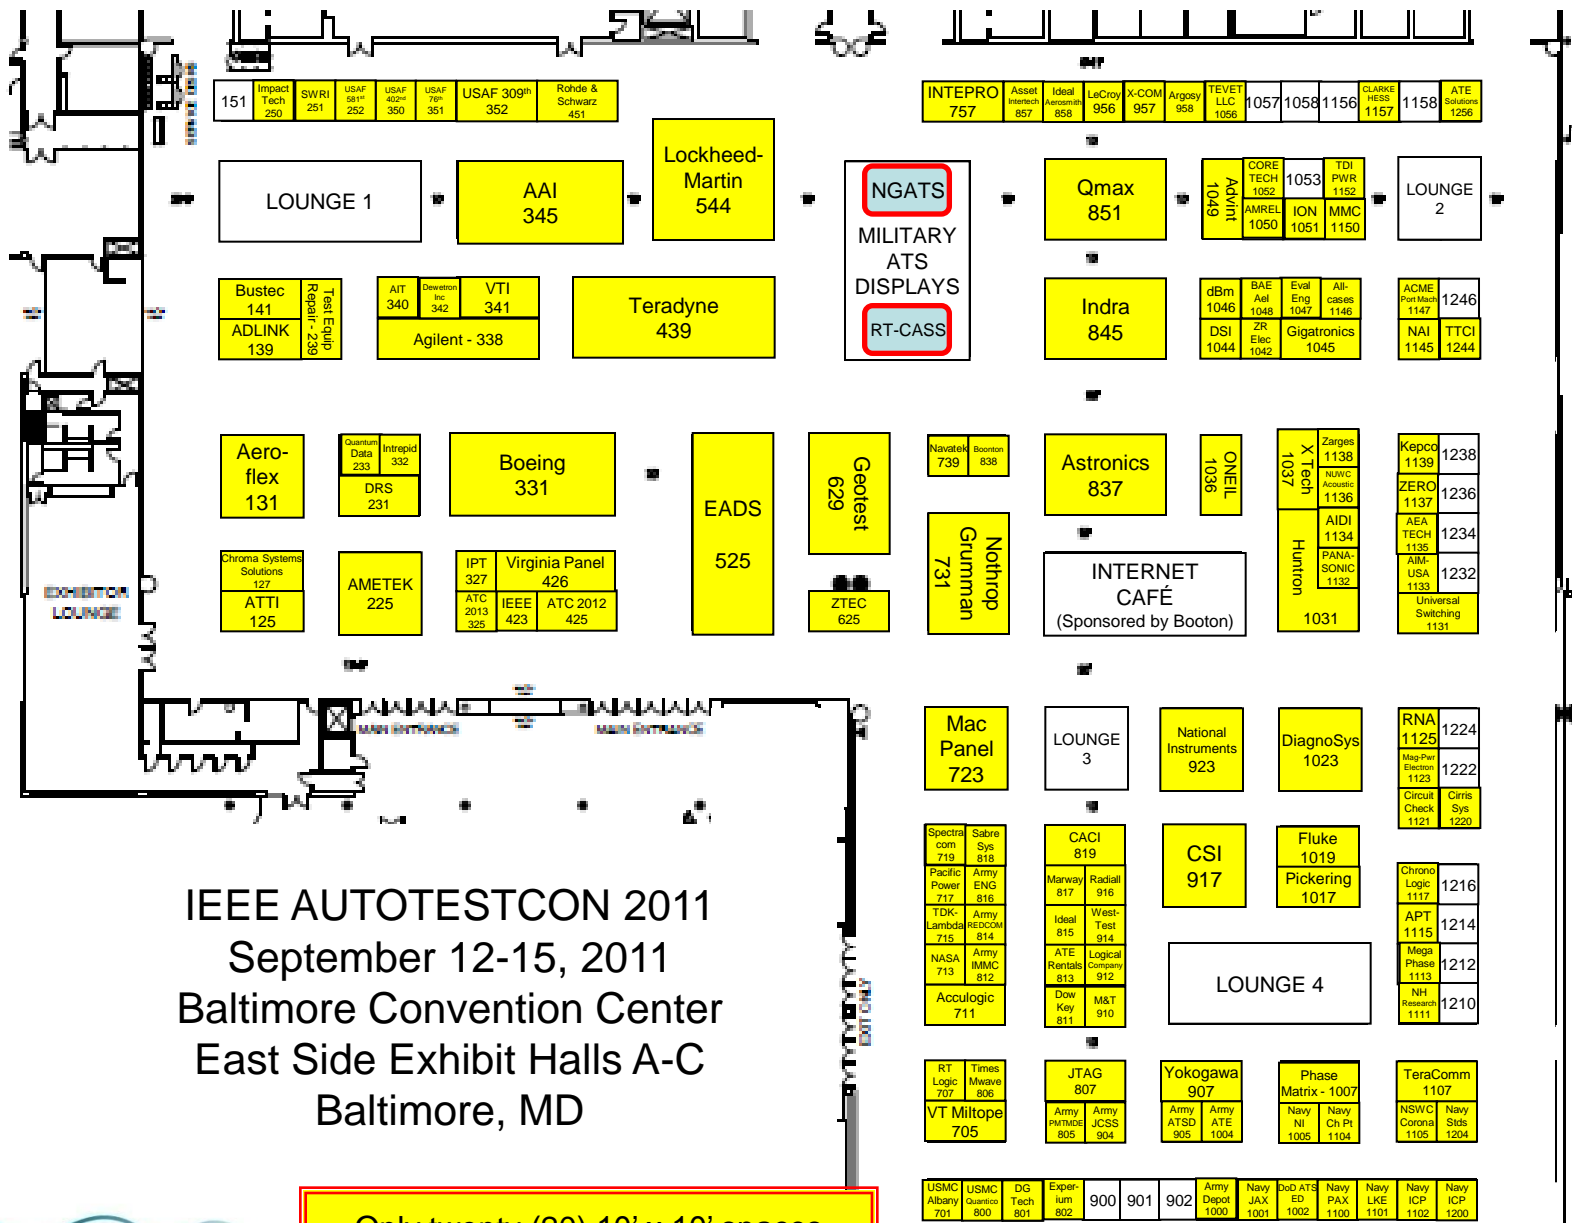 151
Impact
Tech
250
SWRI
251
USAF
581st
252
USAF
402nd
350
USAF
76th
351
USAF 309th
352
Rohde &
Schwarz
451
INTEPRO
757
Asset
Intertech
857
Ideal
Aerosmith
858
LeCroy
956
X-COM
957
Argosy
958
TEVET
LLC
1056
1057
1058
1156
CLARKE
HESS
1157
1158
ATE
Solutions
1256
LOUNGE 1
AAI
345
Lockheed-
Martin
544
NGATS
MILITARY
ATS
DISPLAYS
RT-CASS
Qmax
851
Advint
1049
CORE
TECH
1052
1053
TDI
PWR
1152
AMREL
1050
ION
1051
MMC
1150
LOUNGE
2
Bustec
141
ADLINK
139
Test Equip
Repair - 239
AIT
340
Dewetron
Inc
342
VTI
341
Agilent - 338
Teradyne
439
Indra
845
dBm
1046
BAE
Ael
1048
Eval
Eng
1047
All-
cases
1146
DSI
1044
ZR
Elec
1042
Gigatronics
1045
ACME
Port Mach
1147
1246
NAI
1145
TTCI
1244
Aero-
flex
131
Quantum
Data
233
Intrepid
332
DRS
231
Boeing
331
EADS
525
Geotest
629
Navatek
739
Boonton
838
Astronics
837
ONEIL
1036
X Tech
1037
Zarges
1138
NUWC
Acoustic
1136
AIDI
1134
PANA-
SONIC
1132
Huntron
1031
Kepco
1139
1238
ZERO
1137
1236
AEA
TECH
1135
1234
AIM-
USA
1133
1232
Universal
Switching
1131
EXHIBITOR
LOUNGE
Chroma Systems
Solutions
127
ATTI
125
AMETEK
225
IPT
327
Virginia Panel
426
ATC
2013
325
IEEE
423
ATC 2012
425
ZTEC
625
Nothrop
Grumman
731
INTERNET
CAFÉ
(Sponsored by Booton)
MAIN ENTRANCE
MAIN ENTRANCE
Mac
Panel
723
LOUNGE
3
National
Instruments
923
DiagnoSys
1023
RNA
1125
1224
Mag-Pwr
Electron
1123
1222
Circuit
Check
1121
Cirris
Sys
1220
Spectra
com
719
Sabre
Sys
818
Pacific
Power
717
Army
ENG
816
TDK-
Lambda
715
Army
REDCOM
814
NASA
713
Army
IMMC
812
Acculogic
711
CACI
819
Marway
817
Radiall
916
Ideal
815
West-
Test
914
ATE
Rentals
813
Logical
Company
912
Dow
Key
811
M&T
910
CSI
917
Fluke
1019
Pickering
1017
LOUNGE 4
Chrono
Logic
1117
1216
APT
1115
1214
Mega
Phase
1113
1212
NH
Research
1111
1210
EXIT ONLY
IEEE AUTOTESTCON 2011
September 12-15, 2011
Baltimore Convention Center
East Side Exhibit Halls A-C
Baltimore, MD
RT
Logic
707
Times
Mwave
806
VT Miltope
705
JTAG
807
Army
PMTMDE
805
Army
JCSS
904
Yokogawa
907
Army
ATSD
905
Army
ATE
1004
Phase
Matrix - 1007
Navy
NI
1005
Navy
Ch Pt
1104
TeraComm
1107
NSWC
Corona
1105
Navy
Stds
1204
USMC
Albany
701
USMC
Quantico
800
DG
Tech
801
Exper-
ium
802
900
901
902
Army
Depot
1000
Navy
JAX
1001
DoD ATS
ED
1002
Navy
PAX
1100
Navy
LKE
1101
Navy
ICP
1102
Navy
ICP
1200
Only twenty (20) 10' x 10' spaces